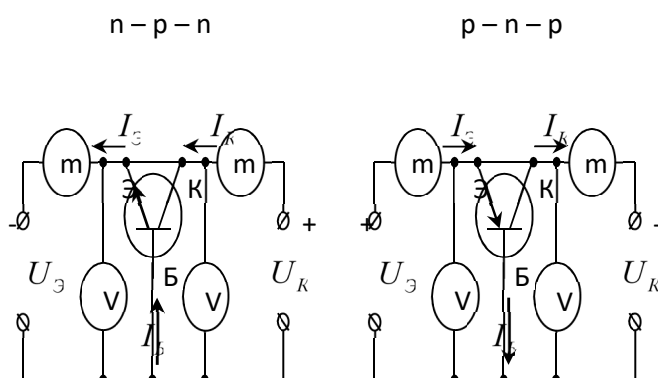 n – p – n p – n – p
I_Э I_К I_Э I_К
m m m m
Э К Э К
- + + -
Б Б
U_Э U_К U_Э U_К
V V V V
I_Б I_Б